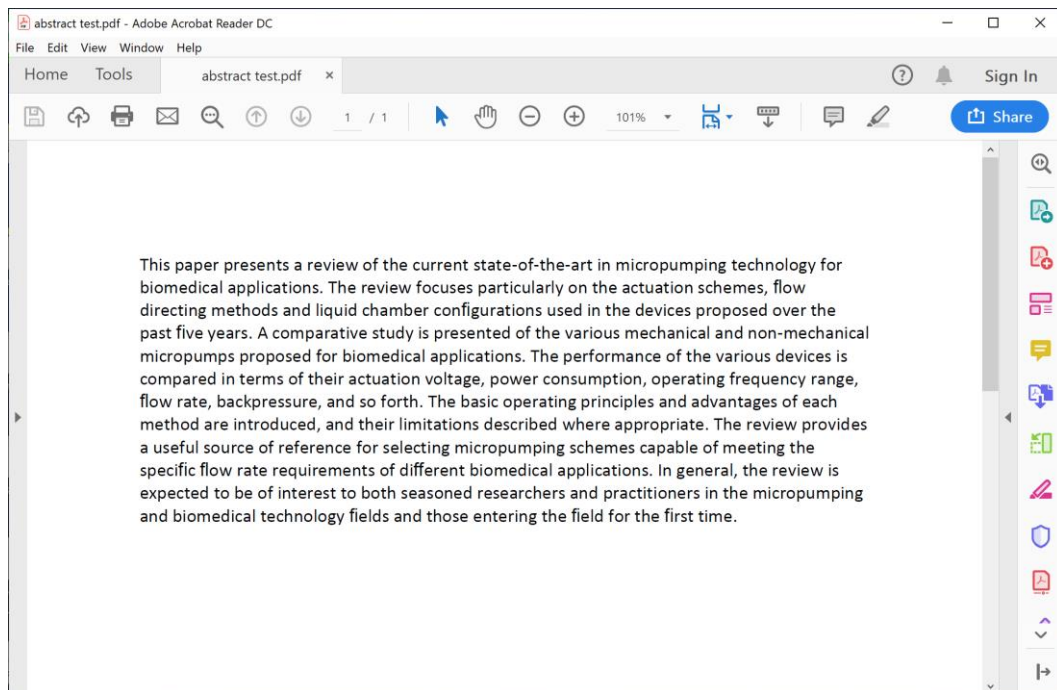 abstract test.pdf - Adobe Acrobat Reader DC
File Edit View Window Help
Home Tools abstract test.pdf × Sign In
1 / 1 101% Share
This paper presents a review of the current state-of-the-art in micropumping technology for
biomedical applications. The review focuses particularly on the actuation schemes, flow
directing methods and liquid chamber configurations used in the devices proposed over the
past five years. A comparative study is presented of the various mechanical and non-mechanical
micropumps proposed for biomedical applications. The performance of the various devices is
compared in terms of their actuation voltage, power consumption, operating frequency range,
flow rate, backpressure, and so forth. The basic operating principles and advantages of each
method are introduced, and their limitations described where appropriate. The review provides
a useful source of reference for selecting micropumping schemes capable of meeting the
specific flow rate requirements of different biomedical applications. In general, the review is
expected to be of interest to both seasoned researchers and practitioners in the micropumping
and biomedical technology fields and those entering the field for the first time.